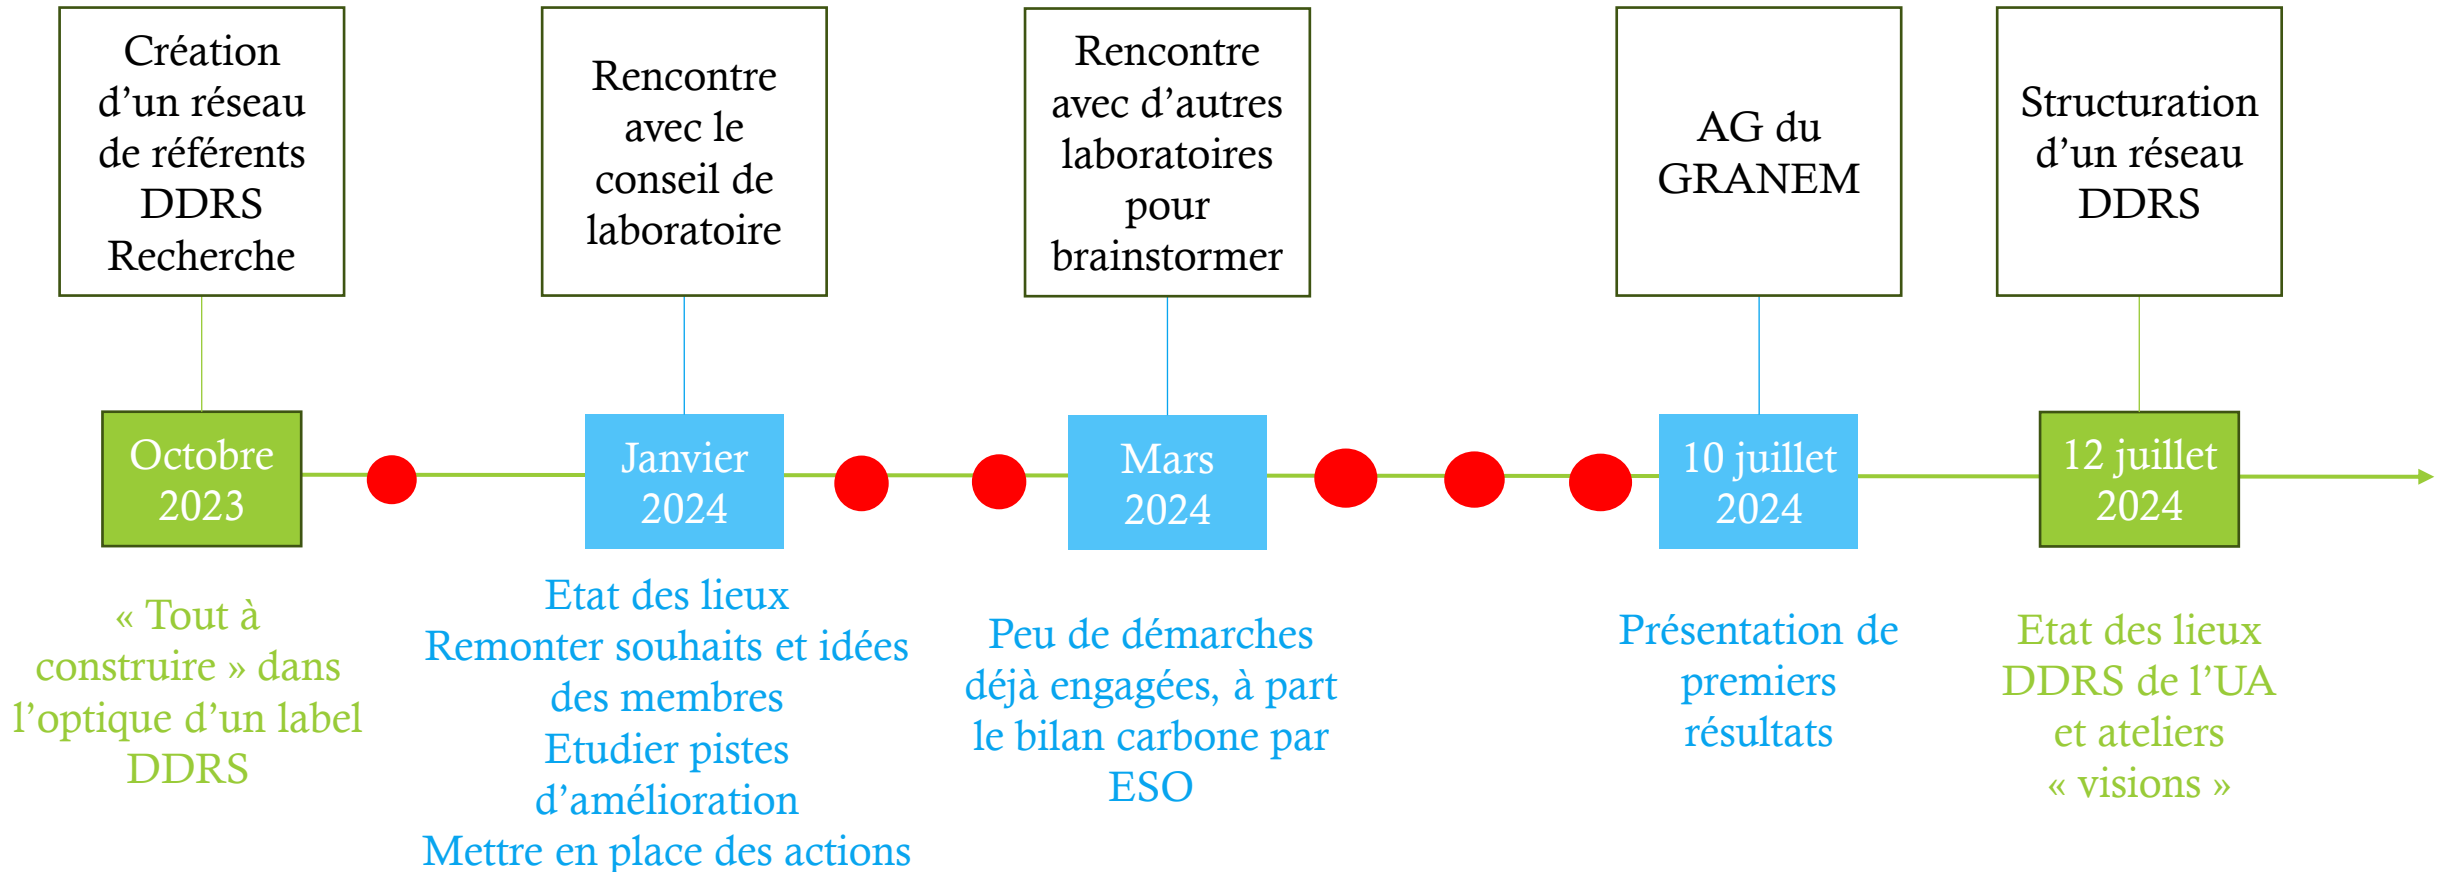 Création
d’un réseau
de référents
DDRS
Recherche
Rencontre
avec le
conseil de
laboratoire
Rencontre
avec d’autres
laboratoires
pour
brainstormer
AG du
GRANEM
Structuration
d’un réseau
DDRS
Octobre
2023
Janvier
2024
Mars
2024
10 juillet
2024
12 juillet
2024
« Tout à
construire » dans
l’optique d’un label
DDRS
Etat des lieux
Remonter souhaits et idées
des membres
Etudier pistes
d’amélioration
Mettre en place des actions
Peu de démarches
déjà engagées, à part
le bilan carbone par
ESO
Présentation de
premiers
résultats
Etat des lieux
DDRS de l’UA
et ateliers
« visions »